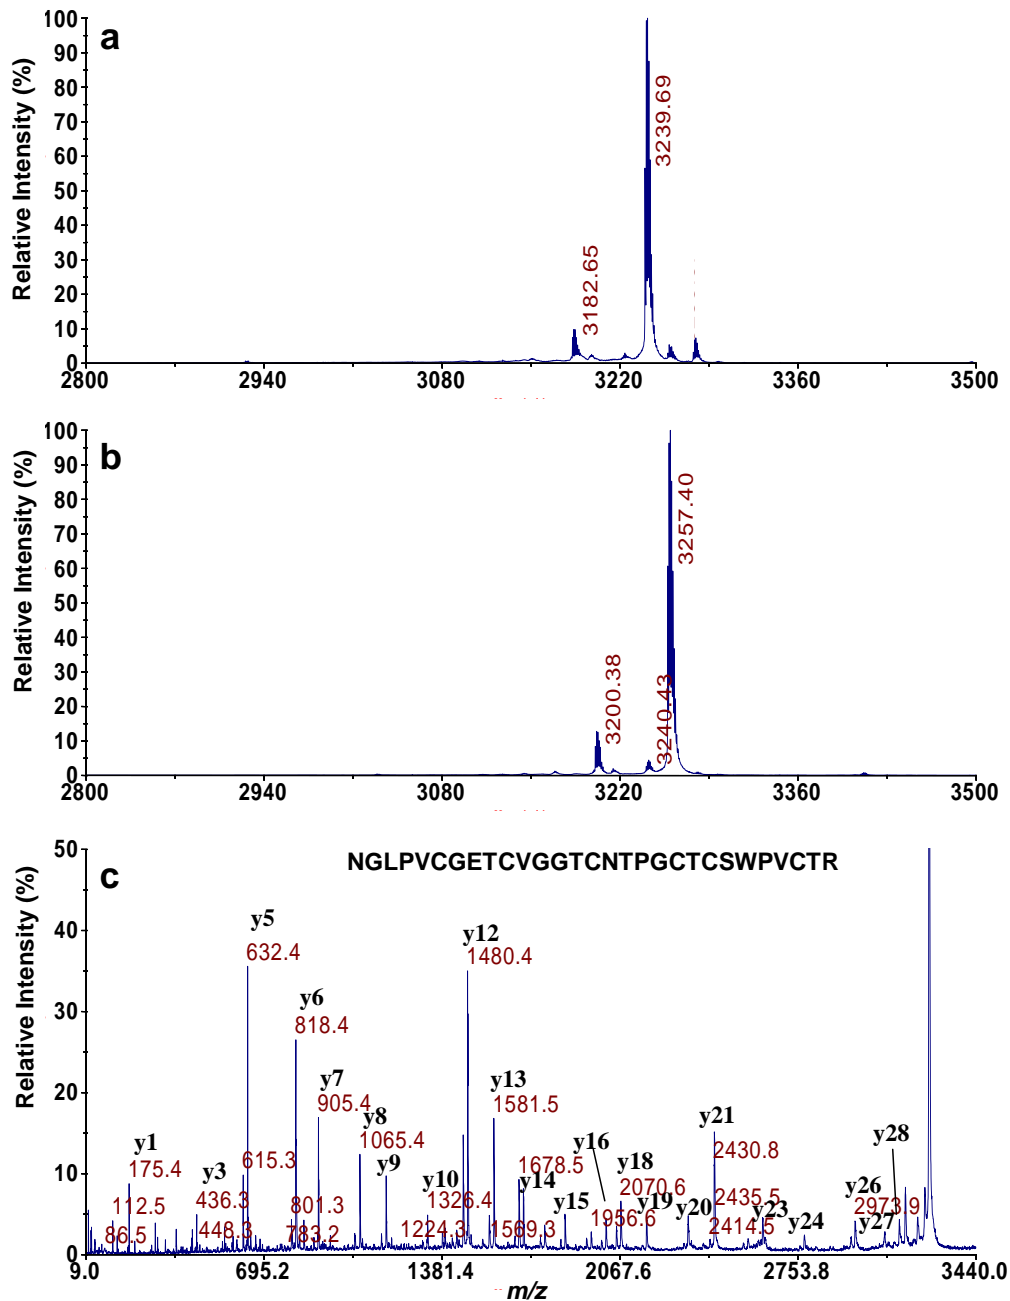 a
Relative Intensity (%)
100
90
80
70
60
50
40
30
20
10
0
3182.65
3239.69
2800 2940 3080 3220 3360 3500
b
Relative Intensity (%)
100
90
80
70
60
50
40
30
20
10
0
3200.38
3240.43
3257.40
2800 2940 3080 3220 3360 3500
c
NGLPVCGETCVGGTCNTPGCTCSWPVCTR
Relative Intensity (%)
50
40
30
20
10
0
y5
632.4
y12
1480.4
y6
818.4
y7
905.4
y13
1581.5
y8
1065.4
y1
175.4
y3
436.3
615.3
y9
y10
1326.4
1678.5
y14
y16
y18
2070.6
y21
2430.8
y28
112.5
86.5
448.3
801.3
783.2
1224.3
1569.3
y15
1956.6
y19
y20
2435.5
2414.5
y23
y24
y26
2973.9
y27
9.0 695.2 1381.4 2067.6 2753.8 3440.0
m/z